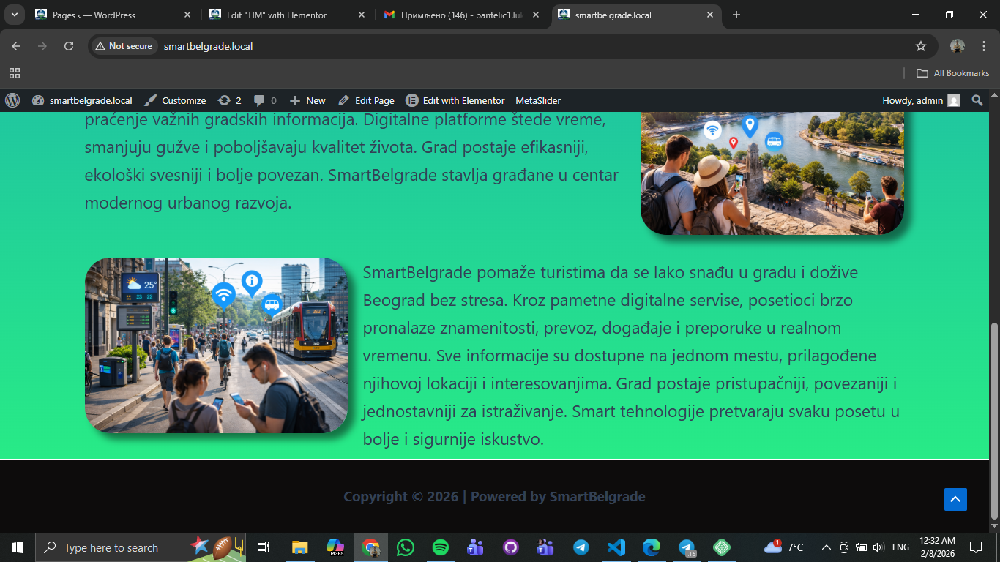 Pages ‹ — WordPress
Edit "TIM" with Elementor
Примљено (146) - pantelic1.luk
smartbelgrade.local
Not secure
smartbelgrade.local
All Bookmarks
smartbelgrade.local
Customize
2
0
New
Edit Page
Edit with Elementor
MetaSlider
Howdy, admin
praćenje važnih gradskih informacija. Digitalne platforme štede vreme,
smanjuju gužve i poboljšavaju kvalitet života. Grad postaje efikasniji,
ekološki svesniji i bolje povezan. SmartBelgrade stavlja građane u centar
modernog urbanog razvoja.
25°
SmartBelgrade pomaže turistima da se lako snađu u gradu i dožive
Beograd bez stresa. Kroz pametne digitalne servise, posetioci brzo
pronalaze znamenitosti, prevoz, događaje i preporuke u realnom
vremenu. Sve informacije su dostupne na jednom mestu, prilagođene
njihovoj lokaciji i interesovanjima. Grad postaje pristupačniji, povezaniji i
jednostavniji za istraživanje. Smart tehnologije pretvaraju svaku posetu u
bolje i sigurnije iskustvo.
Copyright © 2026 | Powered by SmartBelgrade
Type here to search
M365
..15
1
7°C
ENG
12:32 AM
2/8/2026